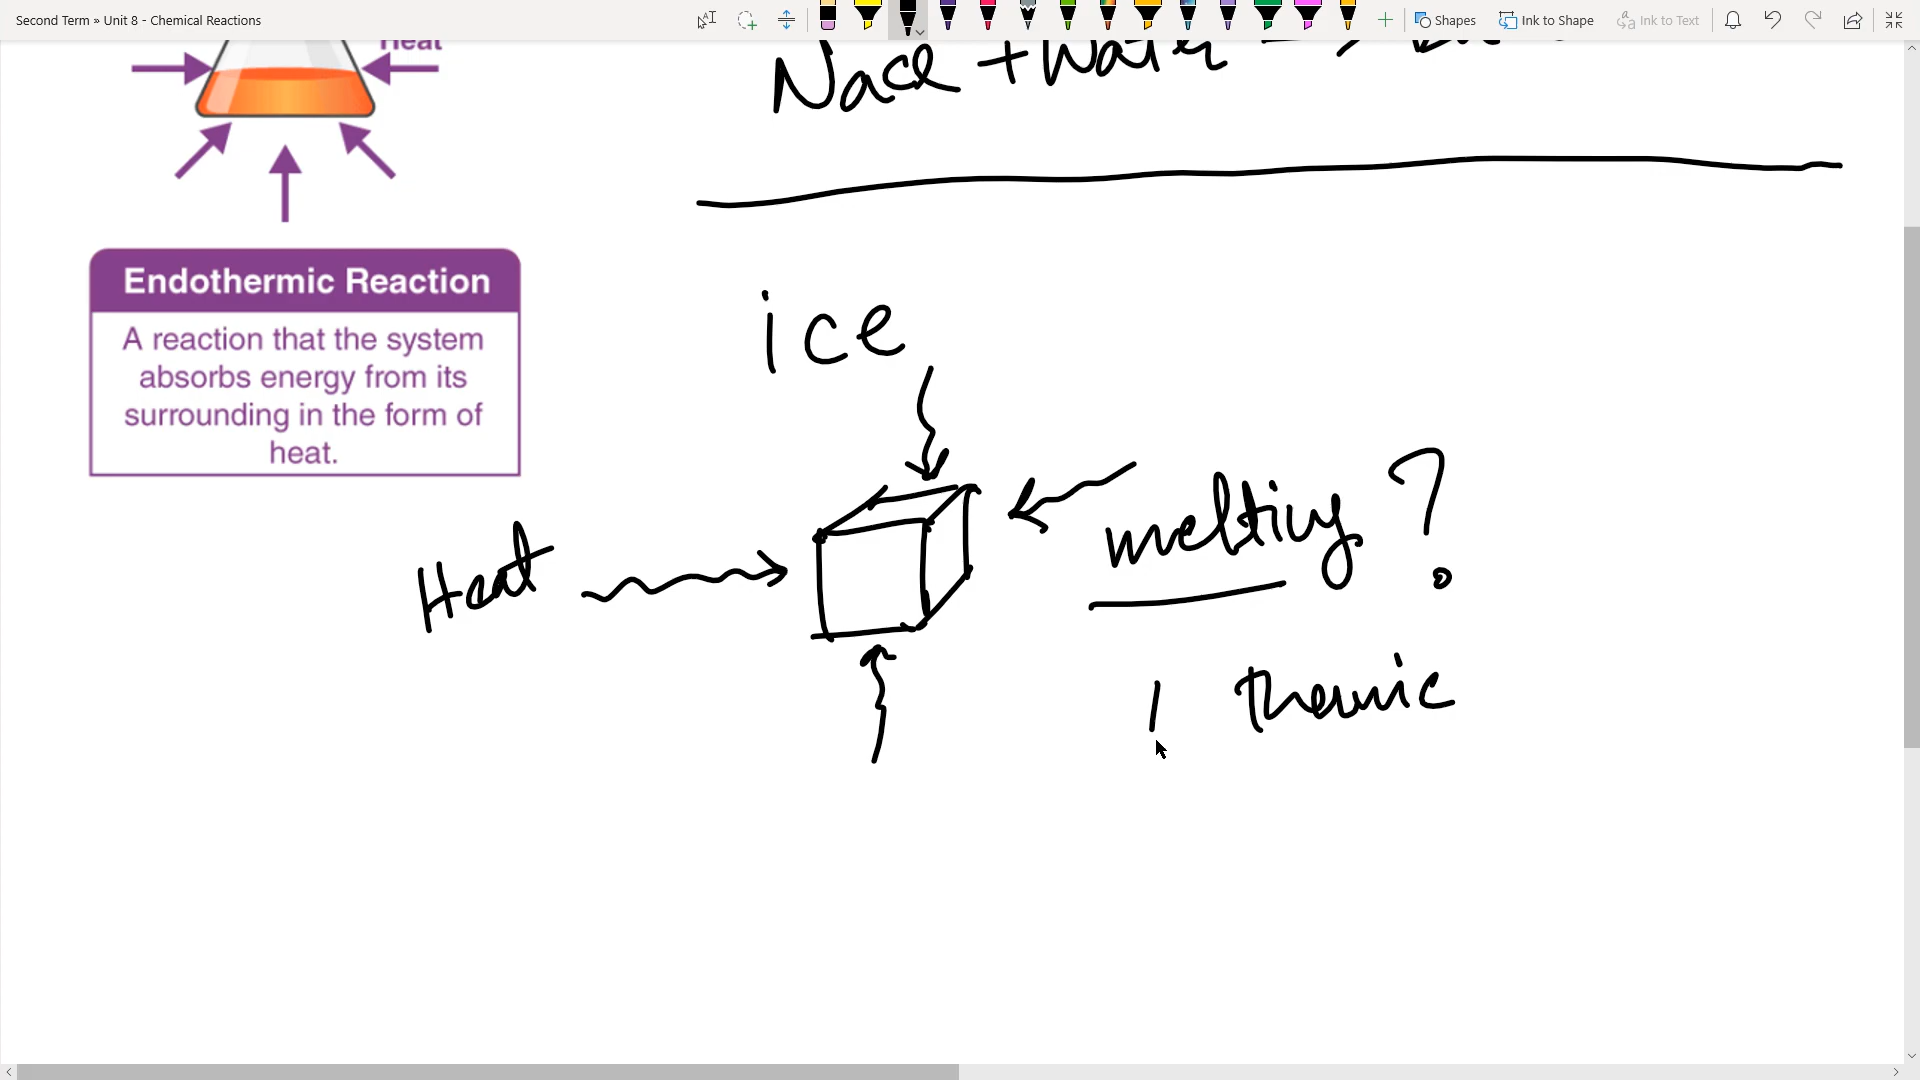 Second Term » Unit 8 - Chemical Reactions
Shapes
Ink to Shape
Ink to Text
Heat
NaCl + Water
Endothermic Reaction
A reaction that the system
absorbs energy from its
surrounding in the form of
heat.
ice
Heat
melting ?
thermic